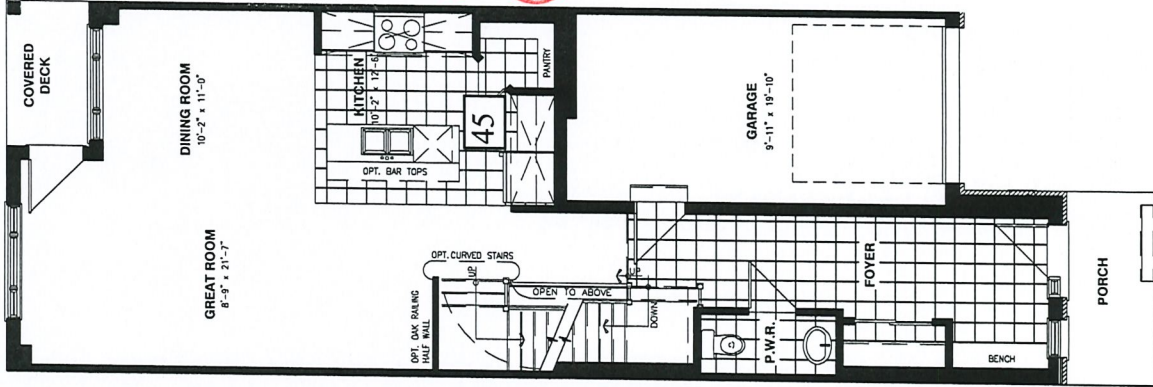 COVERED
DECK
DINING ROOM
10'-2" x 11'-0"
KITCHEN
10'-2" x 12'-6"
PANTRY
45
OPT. BAR TOPS
GREAT ROOM
8'-9" x 21'-7"
OPT. CURVED STAIRS
UP
OPEN TO ABOVE
UP
DOWN
OPT. OAK RAILING
HALF WALL
GARAGE
9'-11" x 19'-10"
FOYER
P.W.R.
BENCH
PORCH